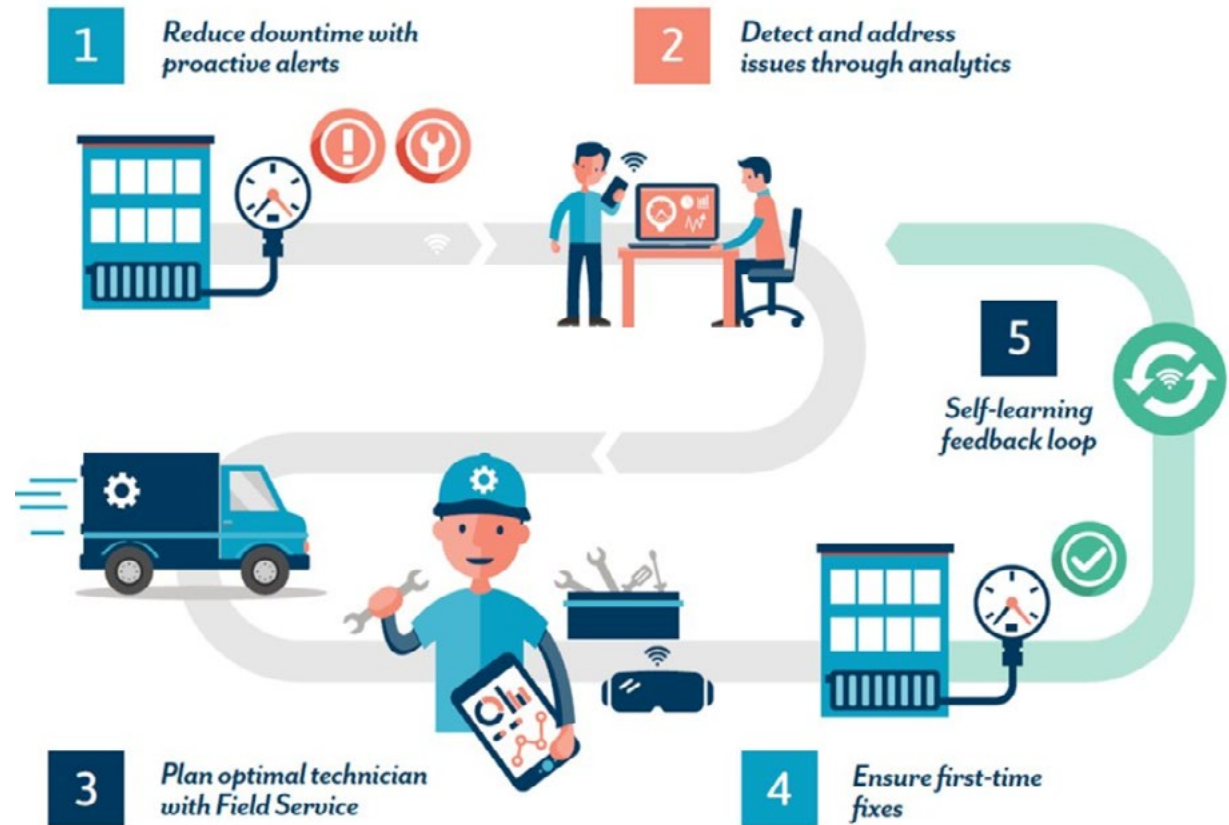 1
Reduce downtime with
proactive alerts
2
Detect and address
issues through analytics
3
Plan optimal technician
with Field Service
4
Ensure first-time
fixes
5
Self-learning
feedback loop